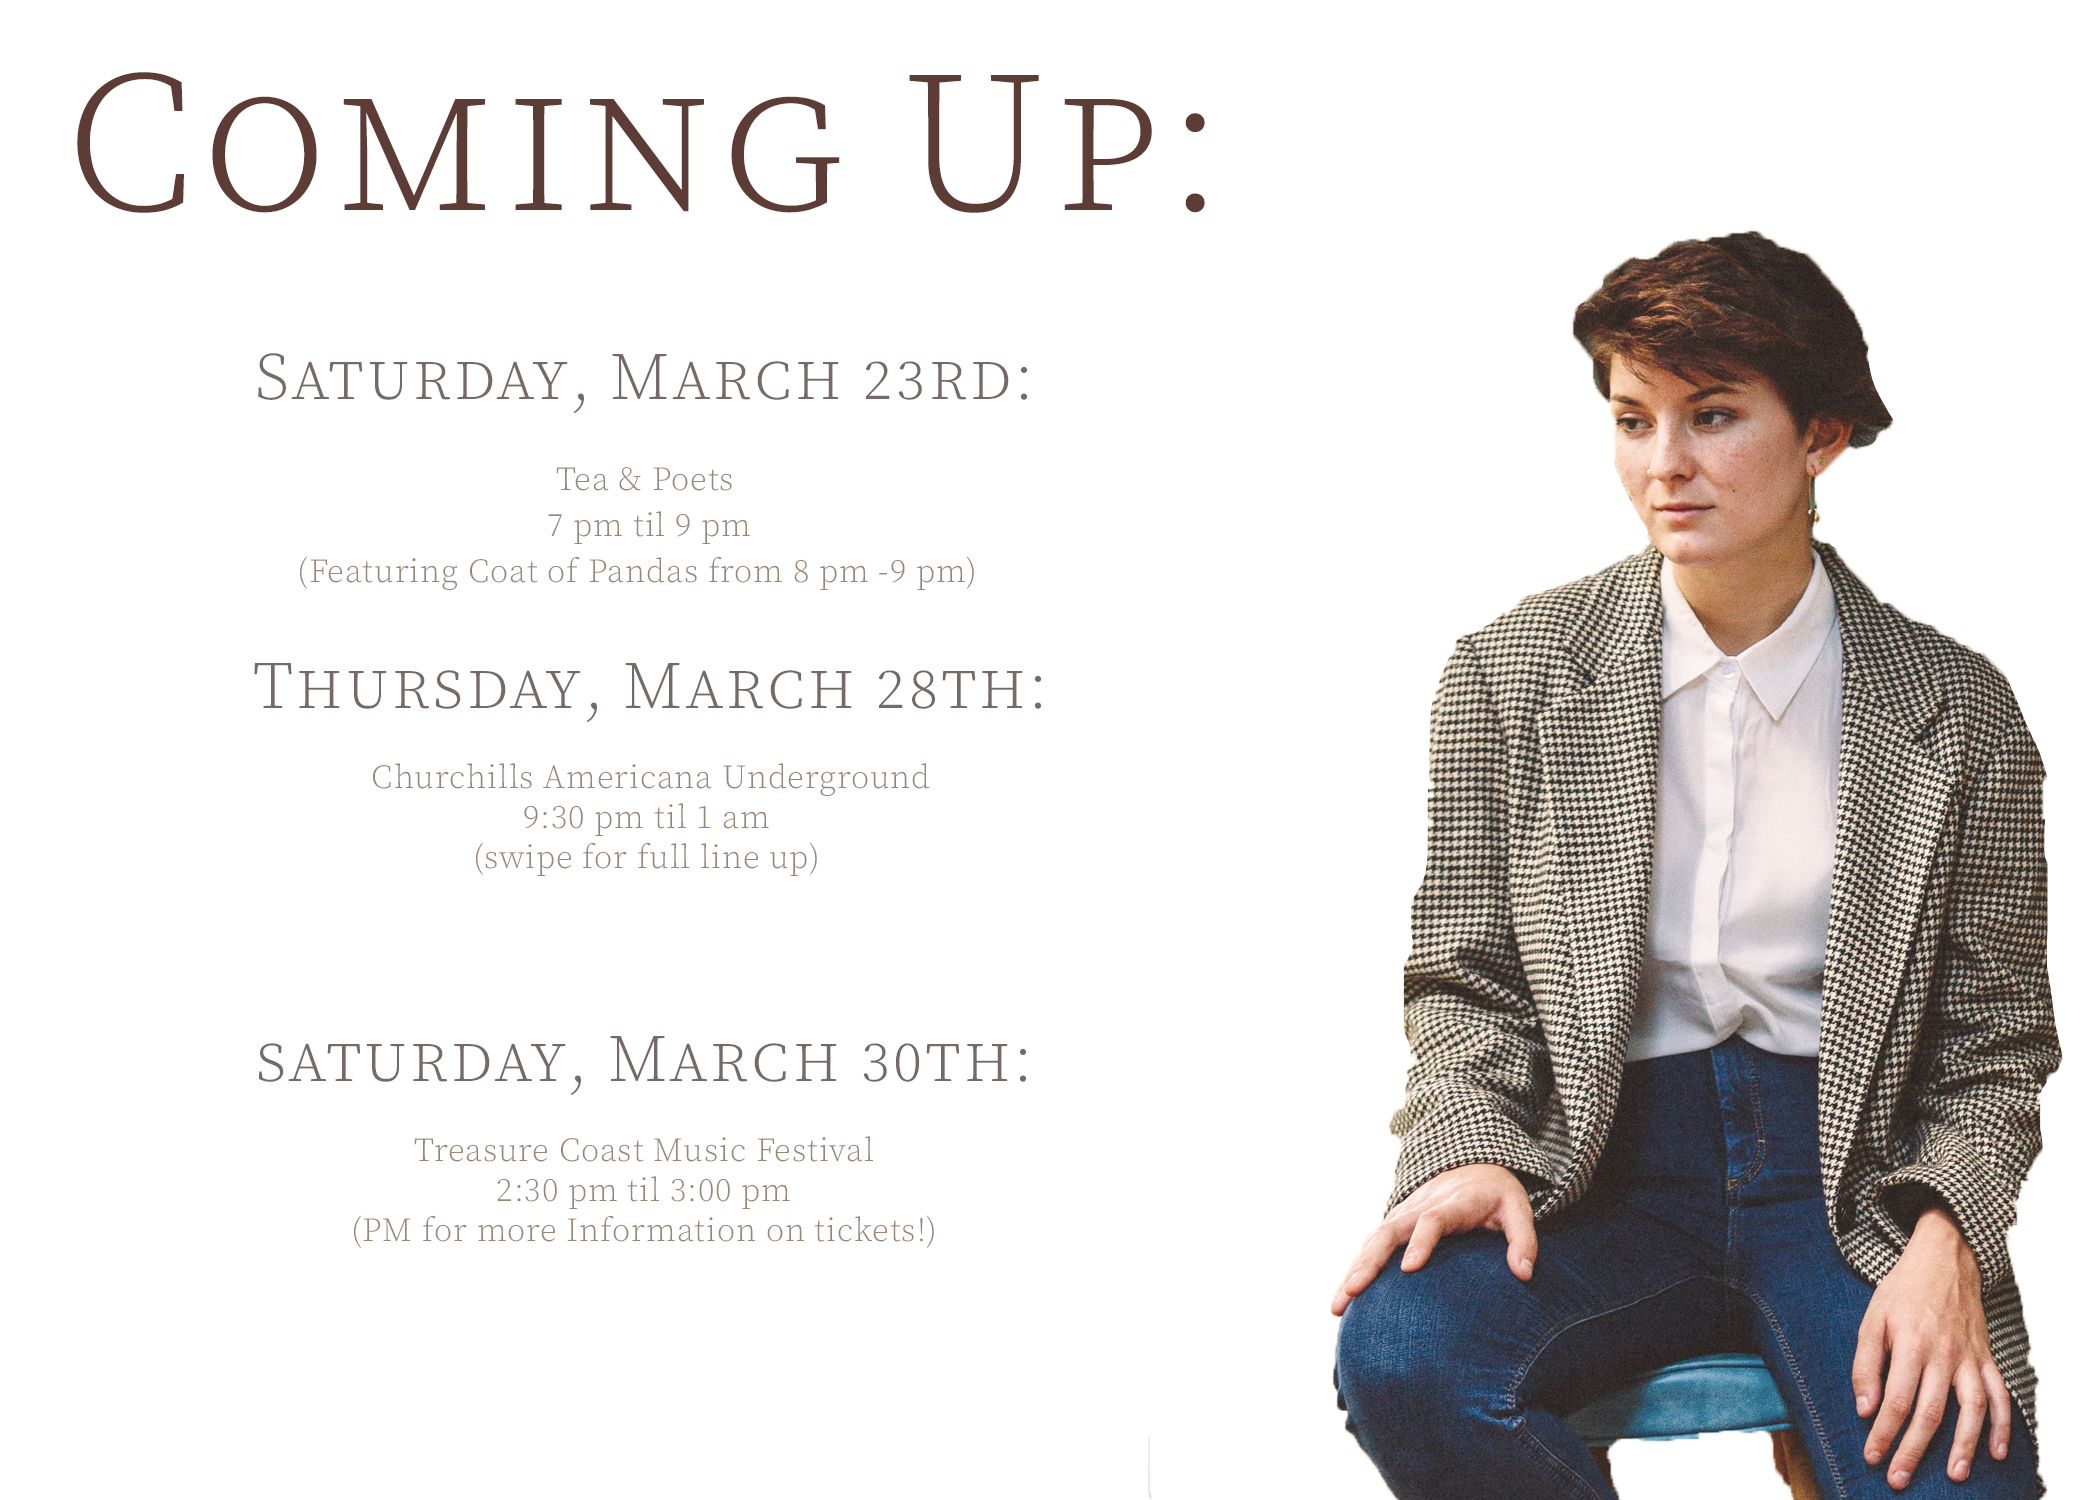 Coming Up:
Saturday, March 23rd:
Tea & Poets
7 pm til 9 pm
(Featuring Coat of Pandas from 8 pm -9 pm)
Thursday, March 28th:
Churchills Americana Underground
9:30 pm til 1 am
(swipe for full line up)
saturday, March 30th:
Treasure Coast Music Festival
2:30 pm til 3:00 pm
(PM for more Information on tickets!)